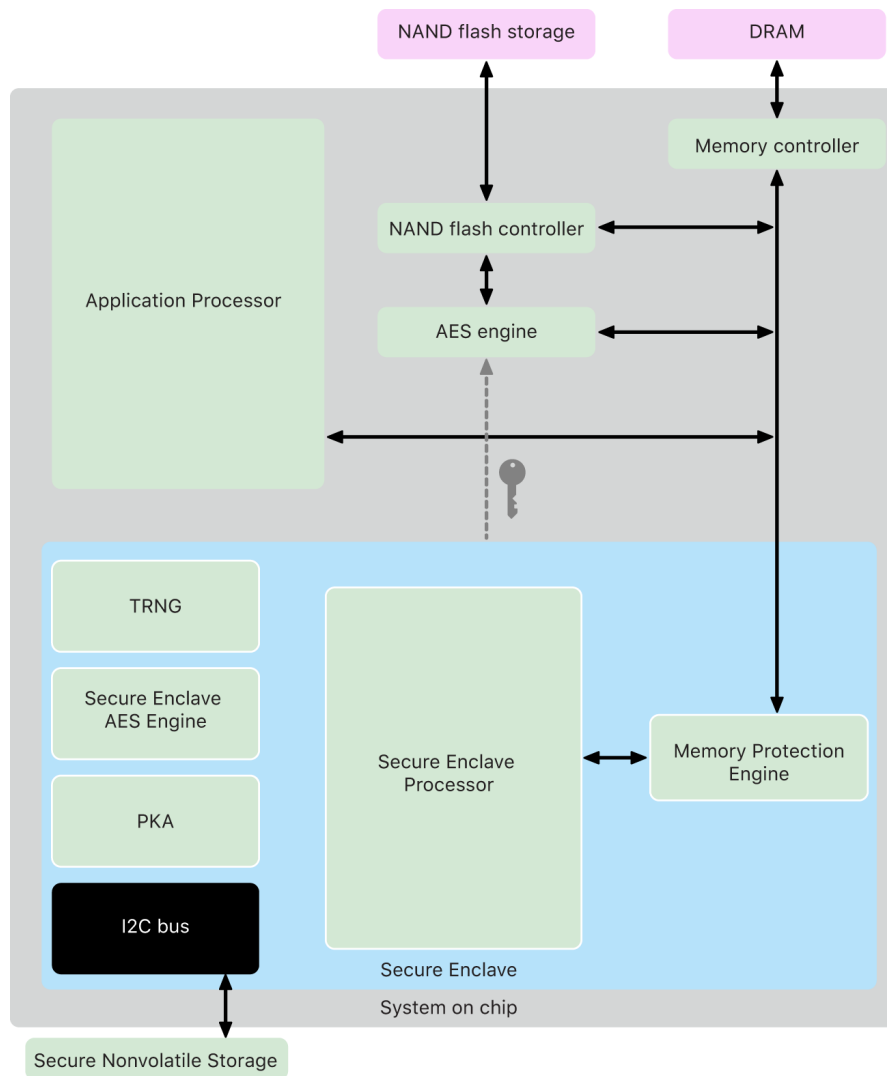 NAND flash storage
DRAM
Memory controller
NAND flash controller
Application Processor
AES engine
TRNG
Secure Enclave
AES Engine
Secure Enclave
Processor
Memory Protection
Engine
PKA
I2C bus
Secure Enclave
System on chip
Secure Nonvolatile Storage